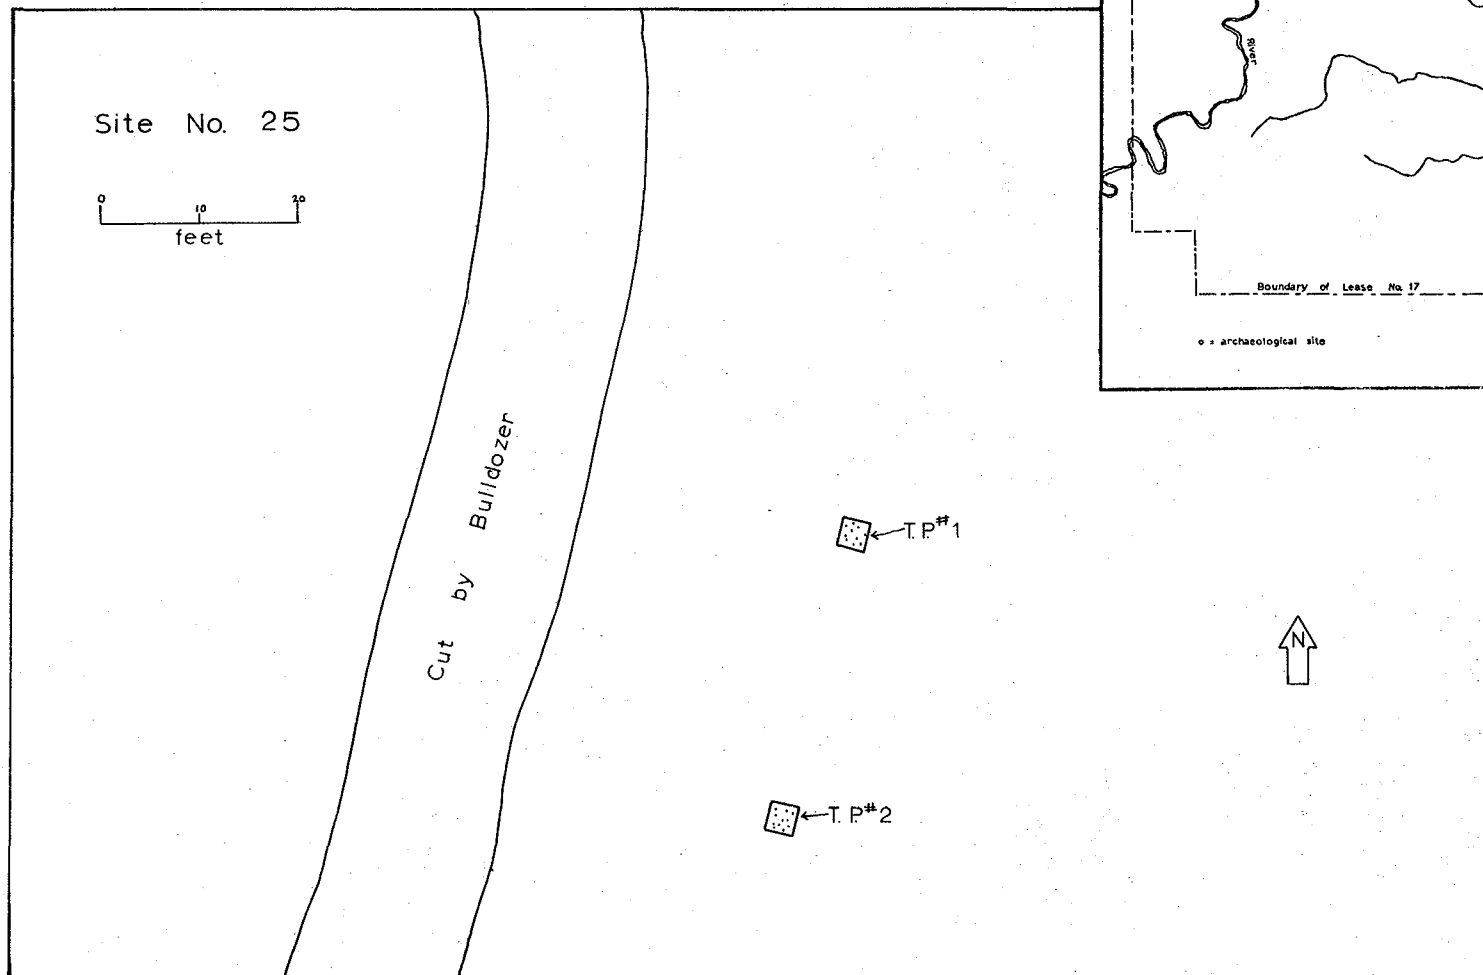 Site No. 25
0 10 20
feet
River
Boundary of Lease No. 17
o = archaeological site
Cut by Bulldozer
T.P.#1
N
T.P.#2